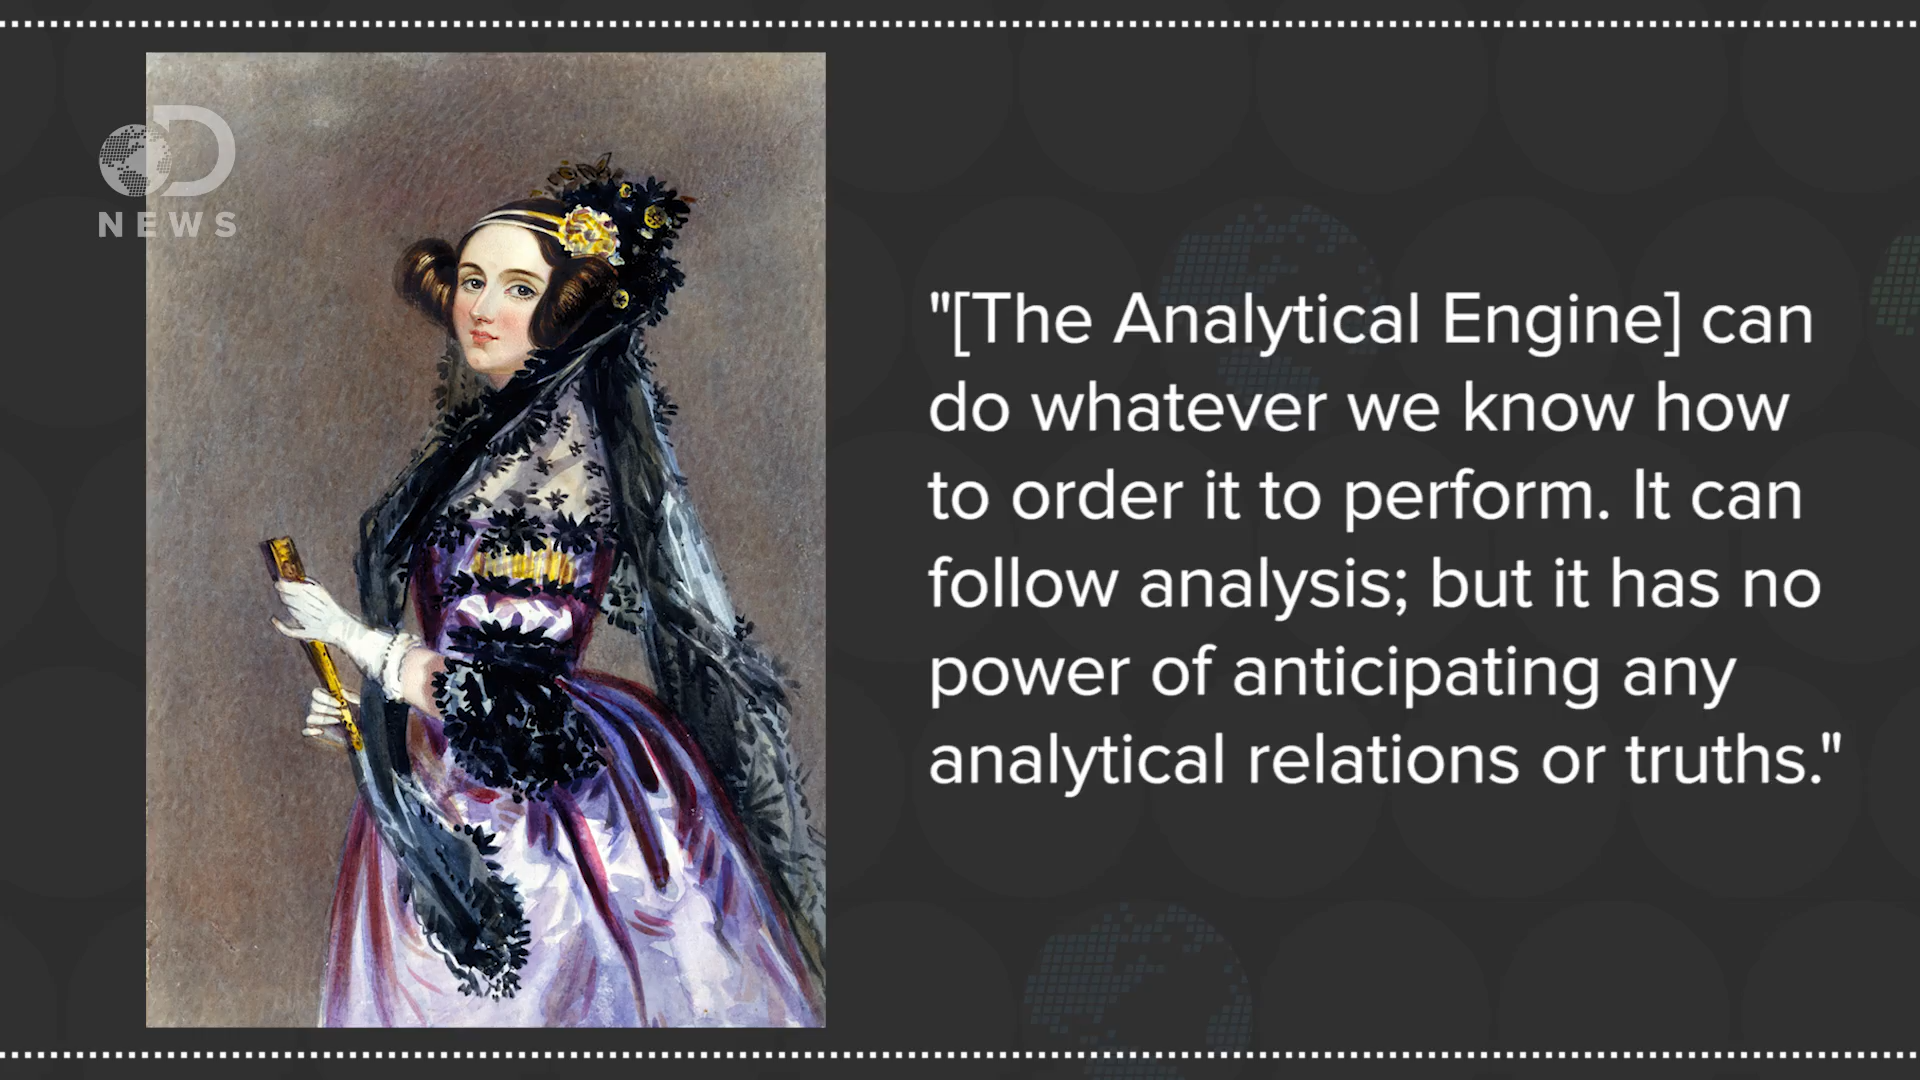 D
NEWS
"[The Analytical Engine] can
do whatever we know how
to order it to perform. It can
follow analysis; but it has no
power of anticipating any
analytical relations or truths."